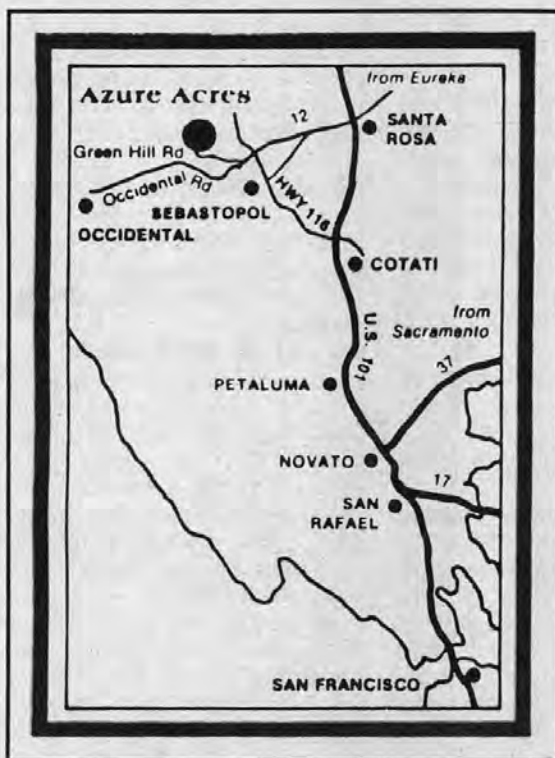 from Eureka
Azure Acres
12
SANTA
ROSA
Green Hill Rd
Occidental Rd
HWY 116
SEBASTOPOL
OCCIDENTAL
COTATI
from
Sacramento
U.S. 101
37
PETALUMA
NOVATO
17
SAN
RAFAEL
SAN FRANCISCO